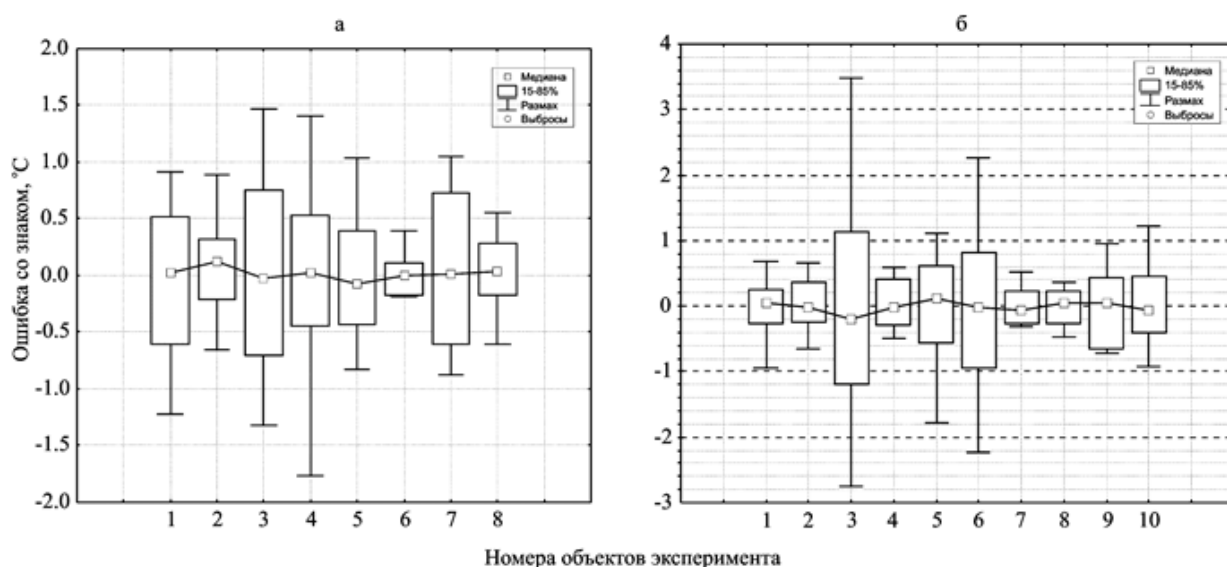 а
2.0
1.5
1.0
0.5
0.0
-0.5
-1.0
-1.5
-2.0
Ошибка со знаком, °C
Медиана
15-85%
Размах
Выбросы
1 2 3 4 5 6 7 8
б
4
3
2
1
0
-1
-2
-3
Медиана
15-85%
Размах
Выбросы
1 2 3 4 5 6 7 8 9 10
Номера объектов эксперимента